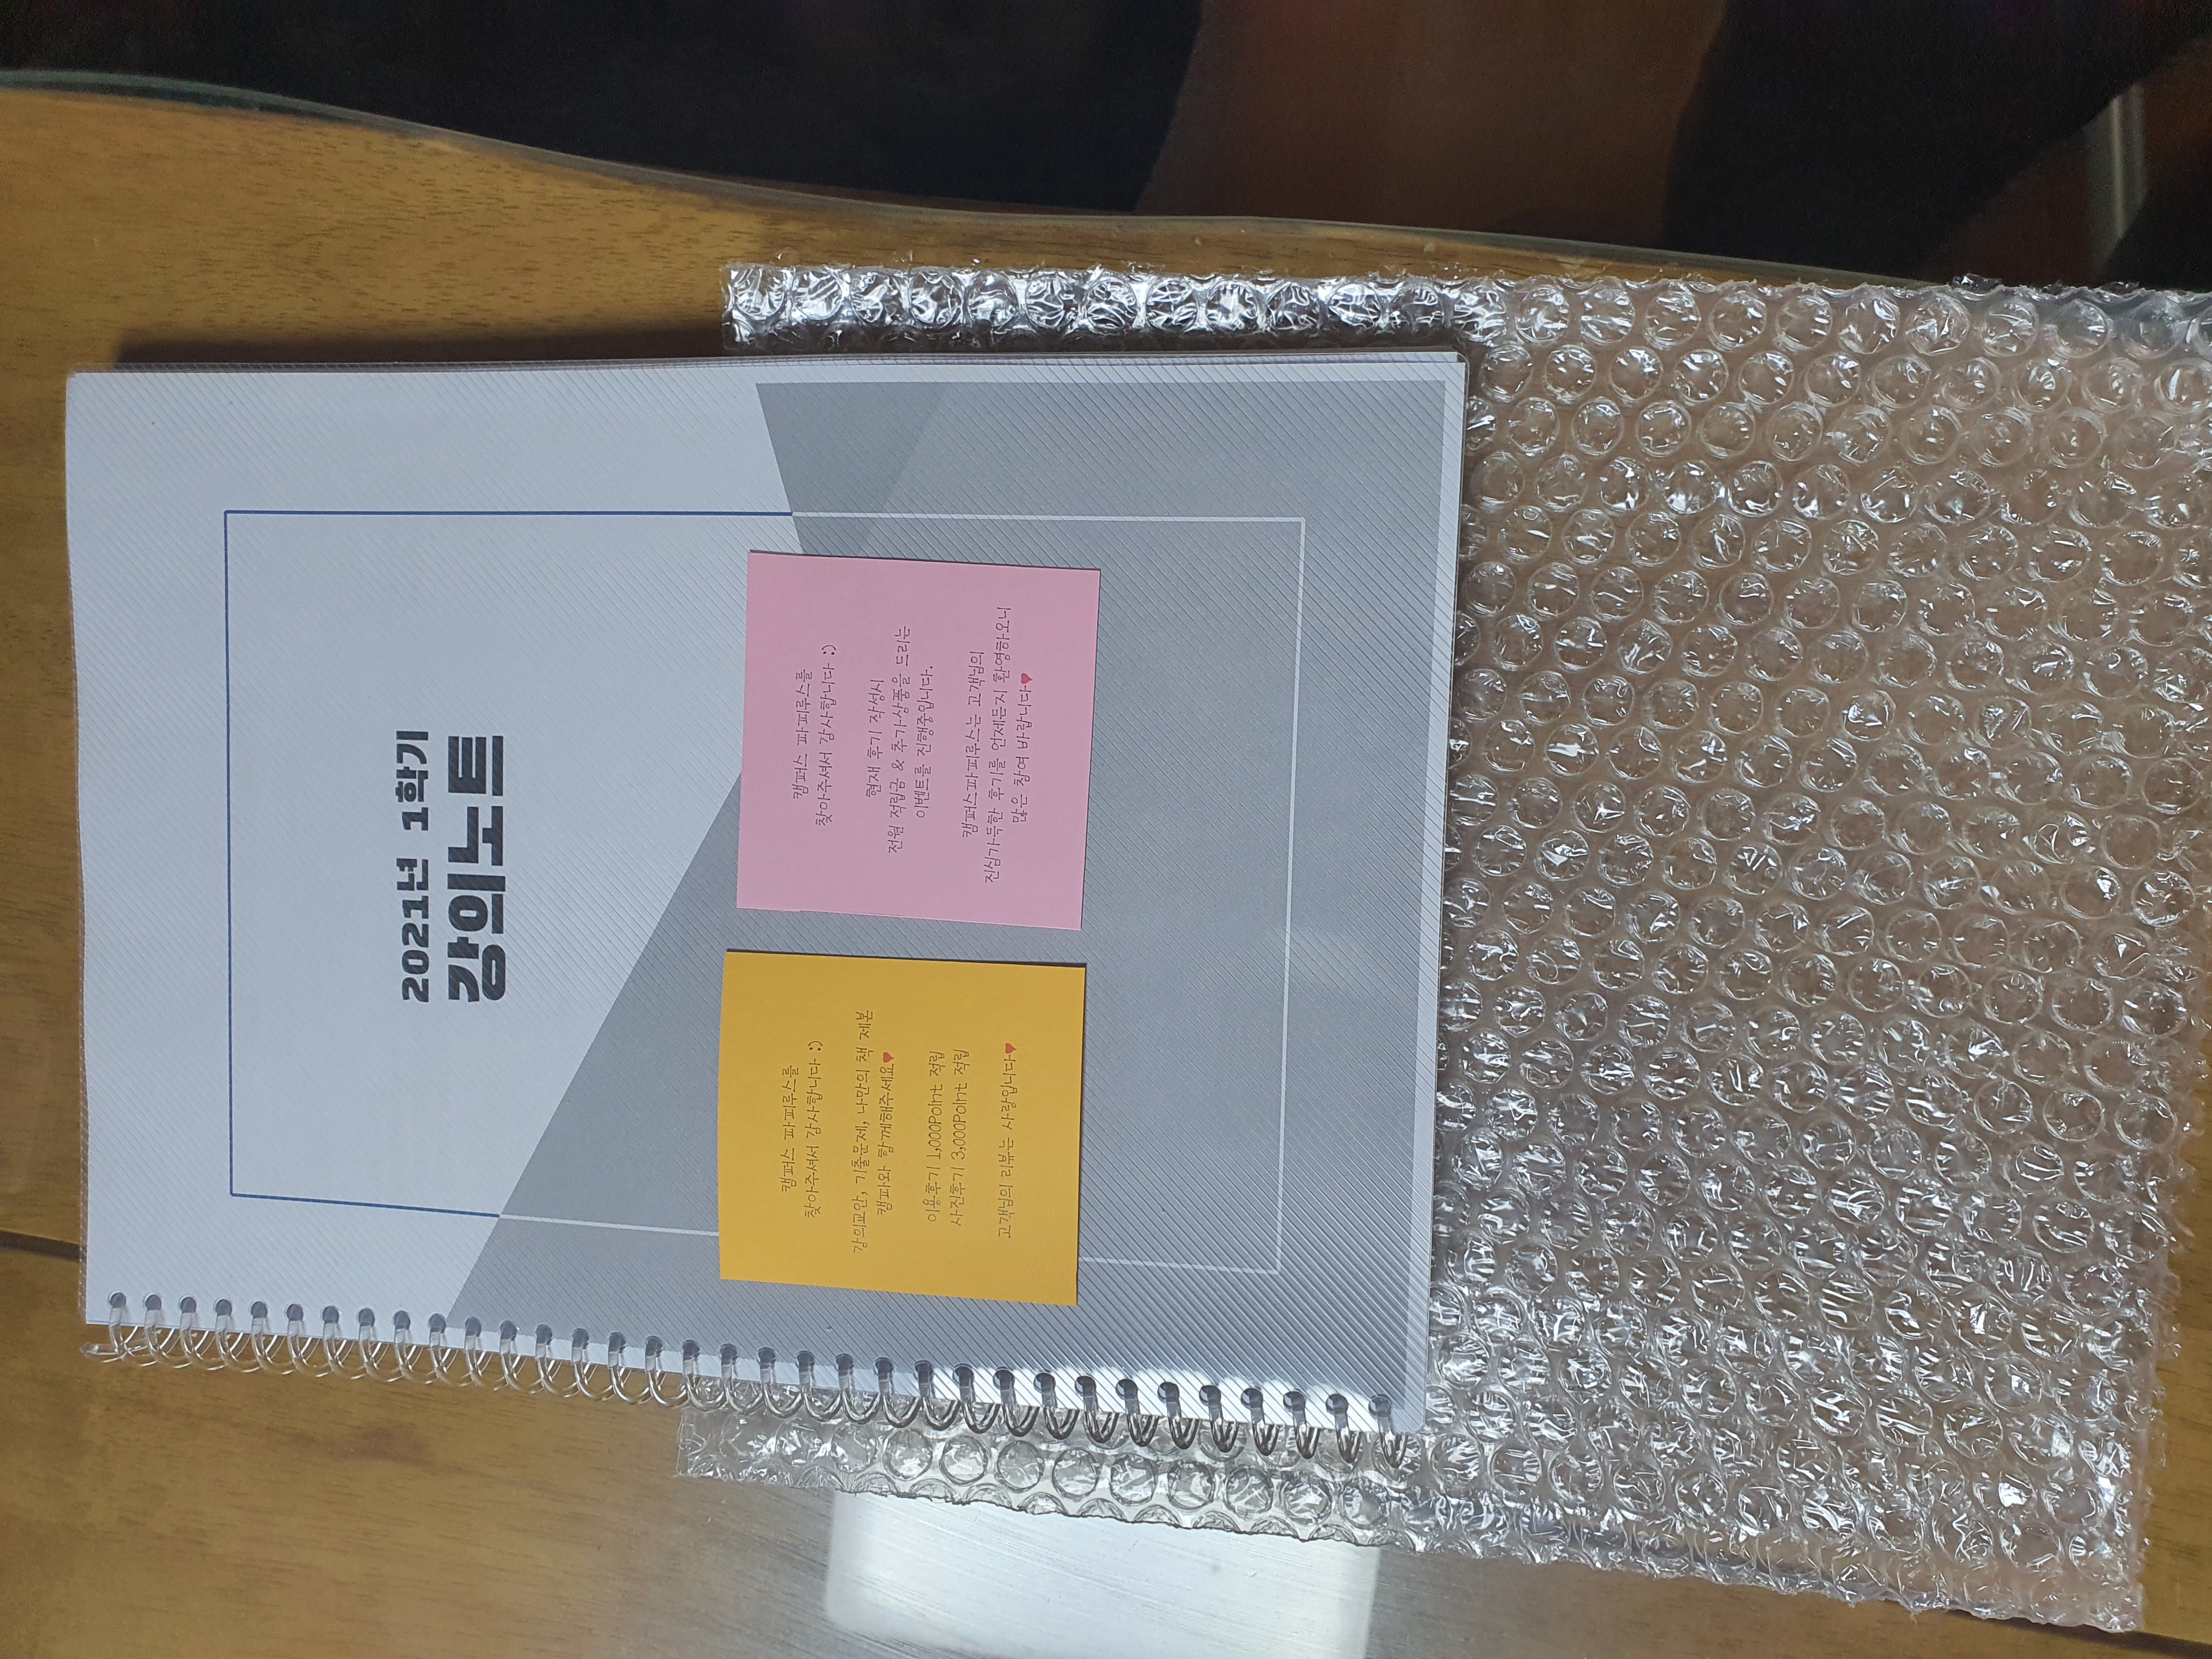 2021년 1학기
강의노트
캠퍼스 파피루스를
찾아주셔서 감사합니다 :)
강의교안, 기출문제, 나만의 책 제본
캠파와 함께해주세요♥
이용후기 1,000Point 적립
사진후기 3,000Point 적립
고객님의 리뷰는 사랑입니다♥
캠퍼스 파피루스를
찾아주셔서 감사합니다 :)
현재 후기 작성시
전원 적립금 & 추가상품을 드리는
이벤트를 진행중입니다.
캠퍼스파피루스는 고객님의
진심가득한 후기를 언제든지 환영하오니
많은 참여 바랍니다♥